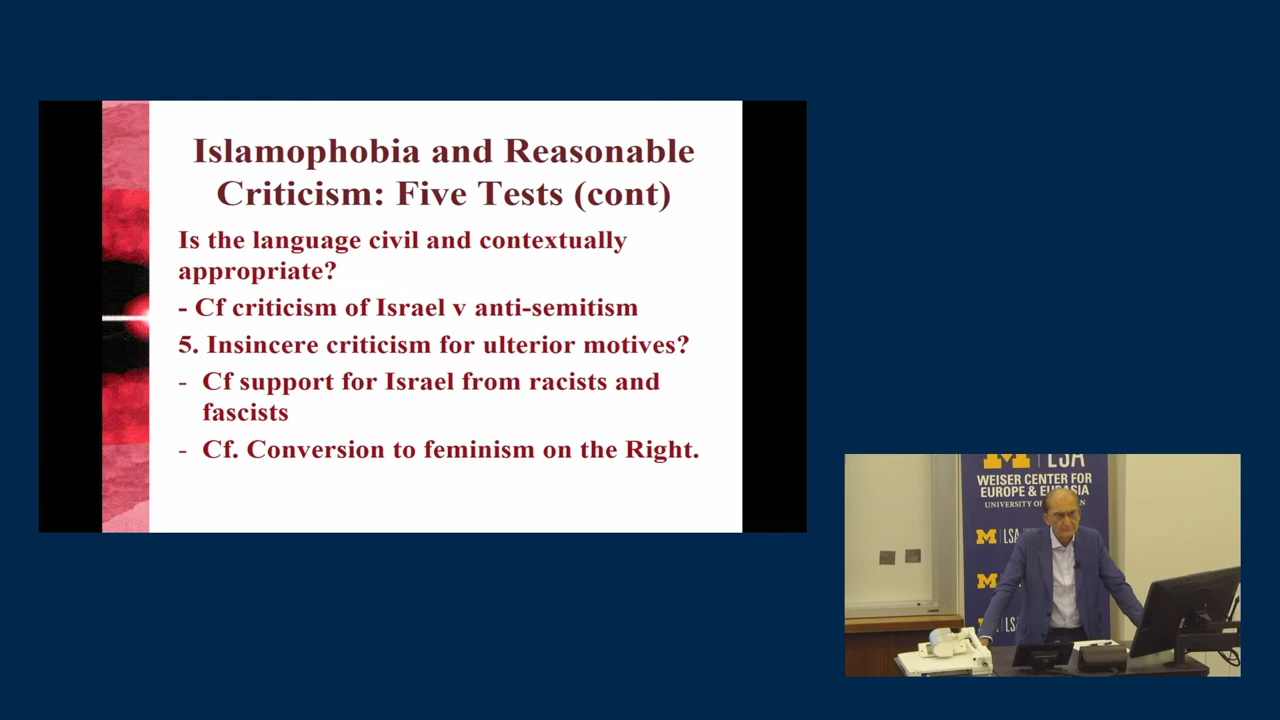 Islamophobia and Reasonable
Criticism: Five Tests (cont)
Is the language civil and contextually
appropriate?
- Cf criticism of Israel v anti-semitism
5. Insincere criticism for ulterior motives?
- Cf support for Israel from racists and
fascists
- Cf. Conversion to feminism on the Right.
M | LSA
WEISER CENTER FOR
EUROPE & EURASIA
UNIVERSITY OF
M | LSA
M
LS